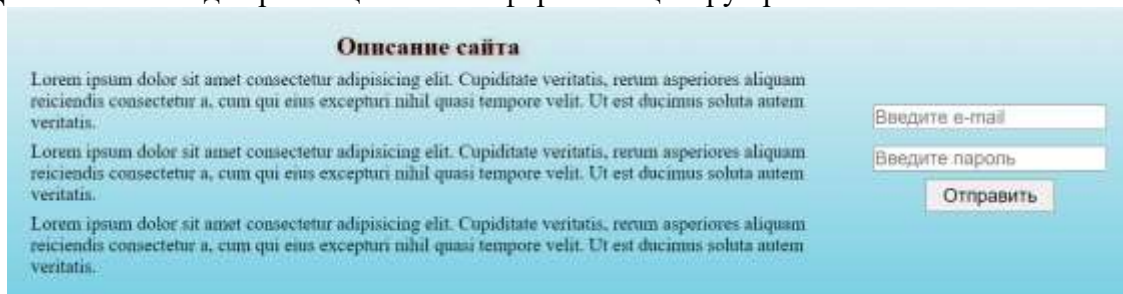 Описание сайта
Lorem ipsum dolor sit amet consectetur adipisicing elit. Cupiditate veritatis, rerum asperiores aliquam
reiciendis consectetur a, cum qui eius excepturi nihil quasi tempore velit. Ut est ducimus soluta autem
veritatis.
Lorem ipsum dolor sit amet consectetur adipisicing elit. Cupiditate veritatis, rerum asperiores aliquam
reiciendis consectetur a, cum qui eius excepturi nihil quasi tempore velit. Ut est ducimus soluta autem
veritatis.
Lorem ipsum dolor sit amet consectetur adipisicing elit. Cupiditate veritatis, rerum asperiores aliquam
reiciendis consectetur a, cum qui eius excepturi nihil quasi tempore velit. Ut est ducimus soluta autem
veritatis.
Введите e-mail
Введите пароль
Отправить